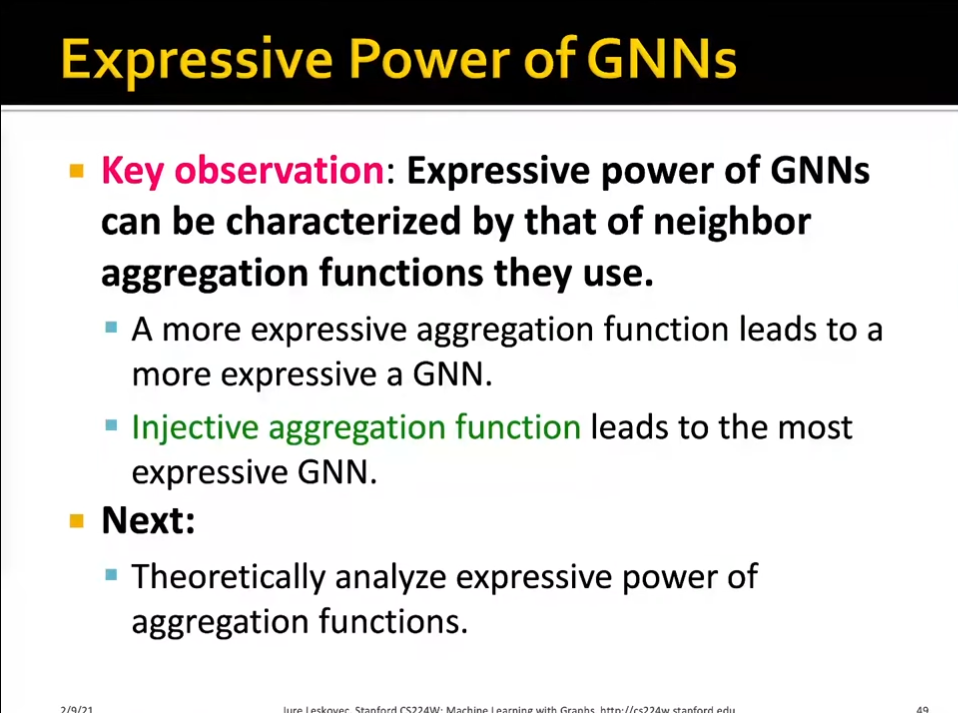 Expressive Power of GNNs
Key observation: Expressive power of GNNs
can be characterized by that of neighbor
aggregation functions they use.
A more expressive aggregation function leads to a
more expressive a GNN.
Injective aggregation function leads to the most
expressive GNN.
Next:
Theoretically analyze expressive power of
aggregation functions.
2/9/21 Jure Leskovec, Stanford CS224W: Machine Learning with Graphs, http://cs224w.stanford.edu 49